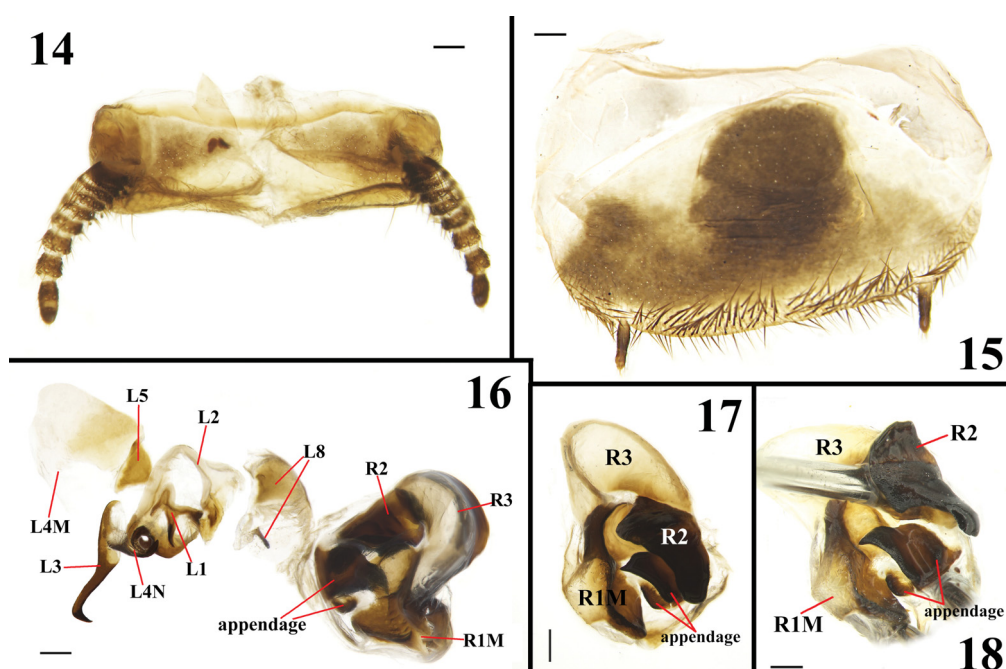 14
15
16
L5
L2
L8
R2
R3
L4M
L3
L4N
L1
appendage
R1M
17
R3
R2
R1M
appendage
R3
R2
R1M
appendage
18